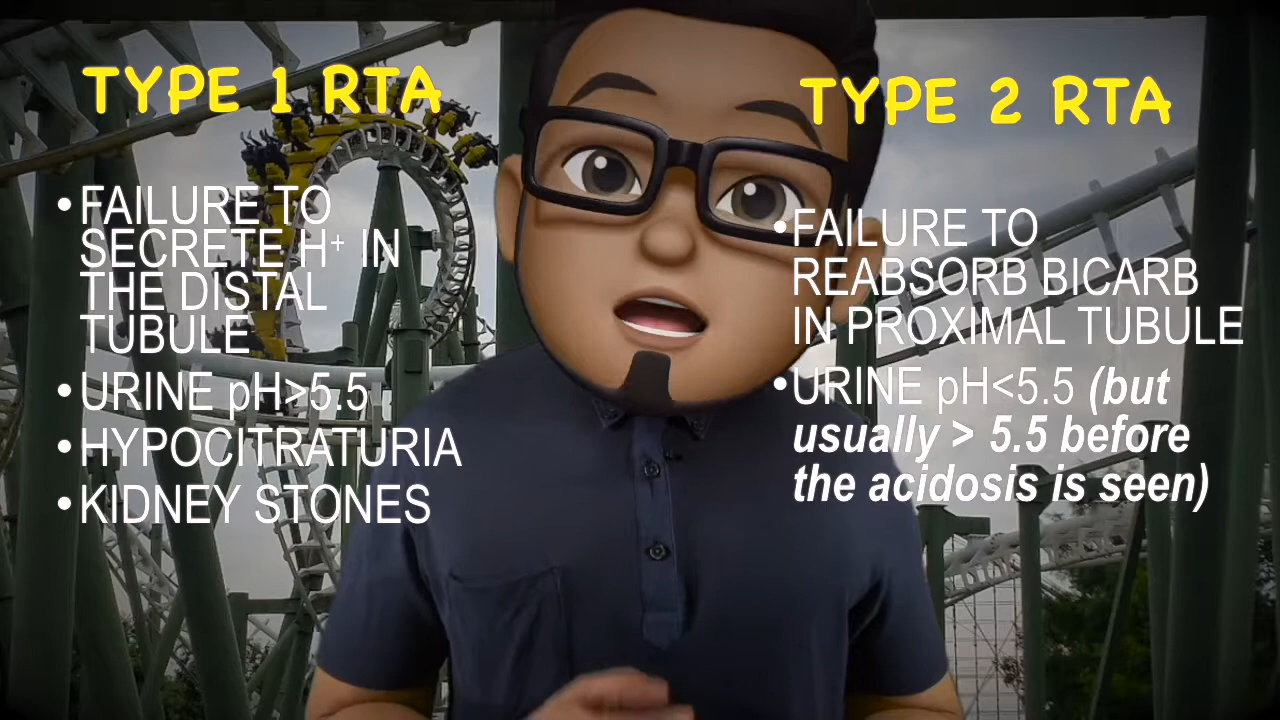 TYPE 1 RTA
• FAILURE TO
SECRETE H⁺ IN
THE DISTAL
TUBULE
• URINE pH>5.5
• HYPOCITRATURIA
• KIDNEY STONES
TYPE 2 RTA
• FAILURE TO
REABSORB BICARB
IN PROXIMAL TUBULE
• URINE pH<5.5 (but
usually > 5.5 before
the acidosis is seen)